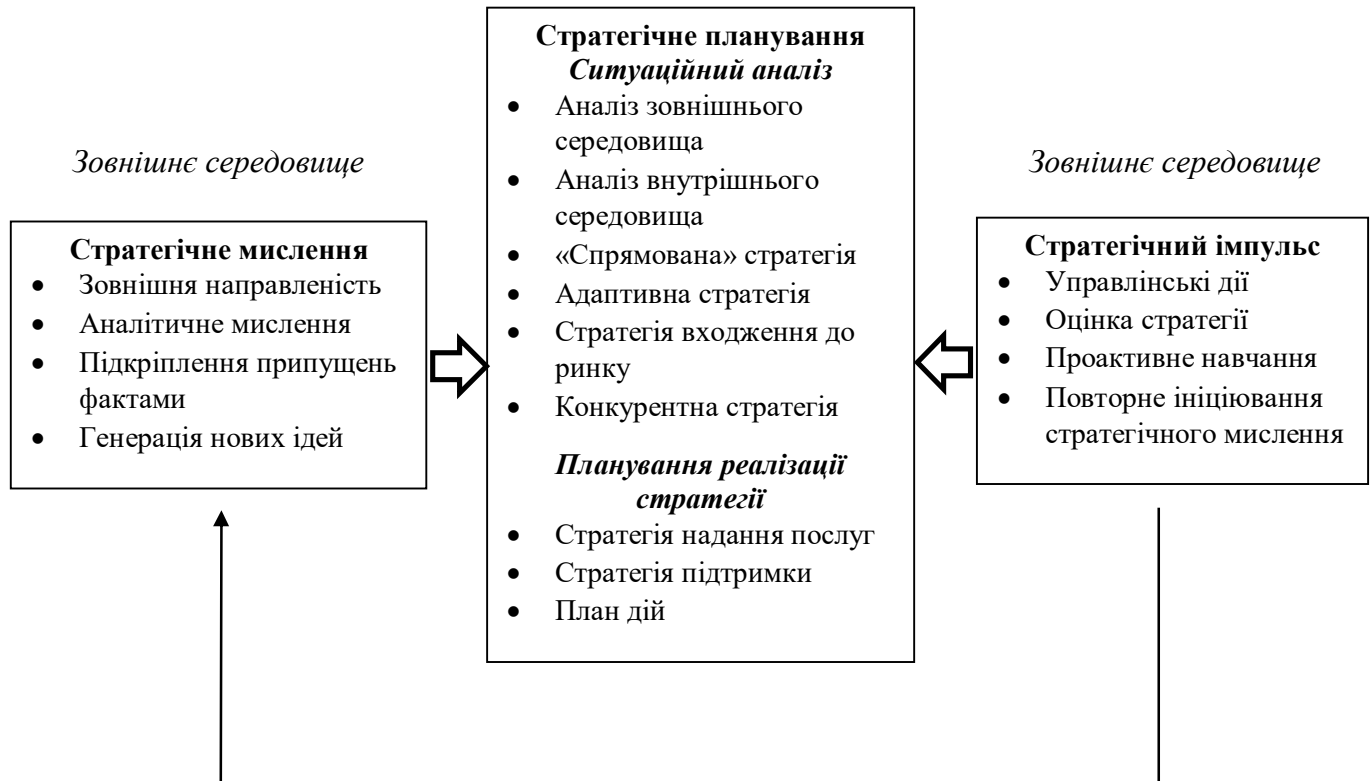 Зовнішнє середовище
Стратегічне мислення
• Зовнішня направленість
• Аналітичне мислення
• Підкріплення припущень
фактами
• Генерація нових ідей
Стратегічне планування
Ситуаційний аналіз
• Аналіз зовнішнього
середовища
• Аналіз внутрішнього
середовища
• «Спрямована» стратегія
• Адаптивна стратегія
• Стратегія входження до
ринку
• Конкурентна стратегія
Планування реалізації
стратегії
• Стратегія надання послуг
• Стратегія підтримки
• План дій
Зовнішнє середовище
Стратегічний імпульс
• Управлінські дії
• Оцінка стратегії
• Проактивне навчання
• Повторне ініціювання
стратегічного мислення